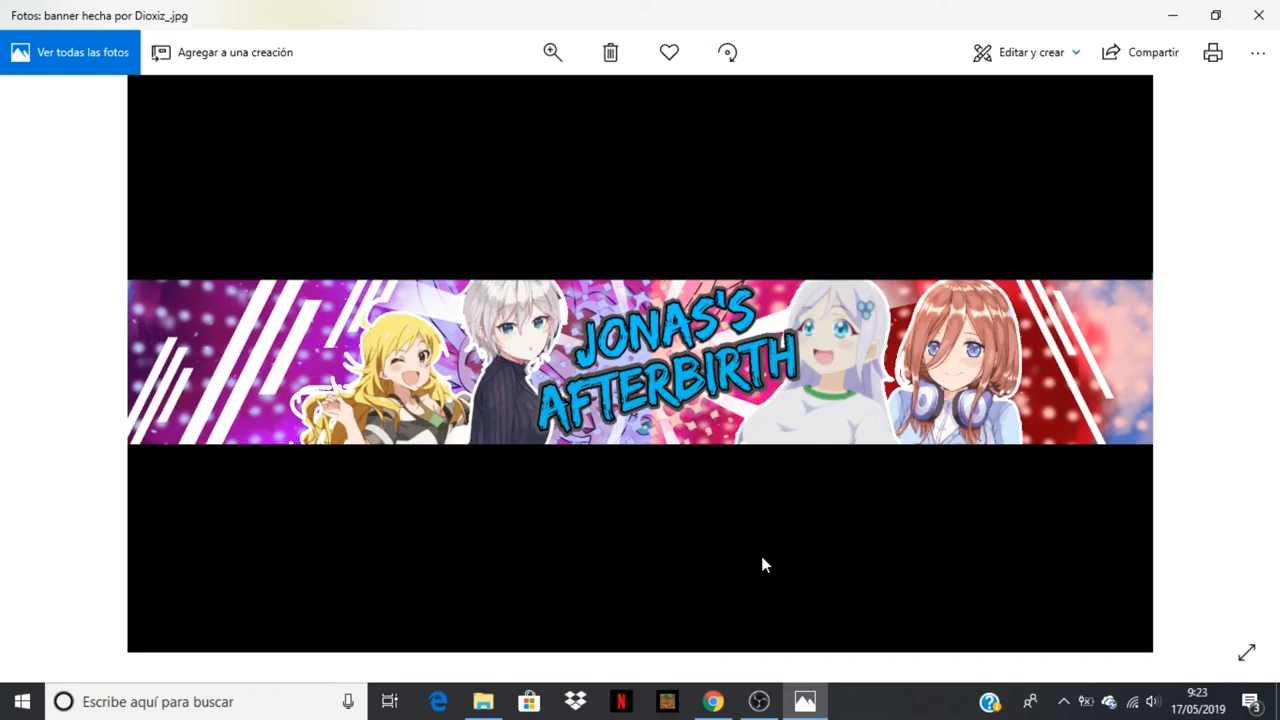 Fotos: banner hecha por Dioxiz_.jpg
Ver todas las fotos
Agregar a una creación
Editar y crear
Compartir
JONAS'S
AFTERBIRTH
Escribe aquí para buscar
9:23
17/05/2019
3